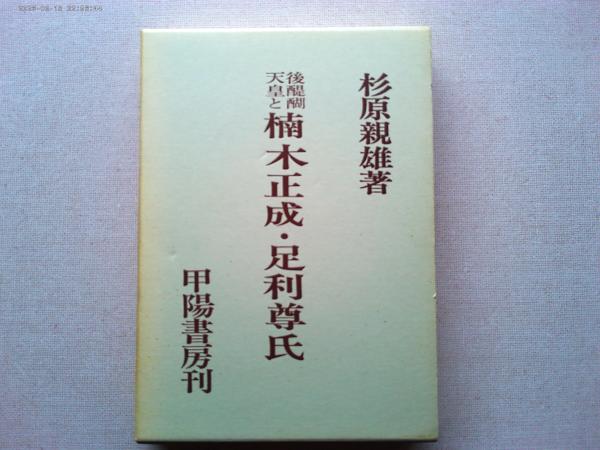 杉原親雄著
後醍醐
天皇と
楠木正成・足利尊氏
甲陽書房刊